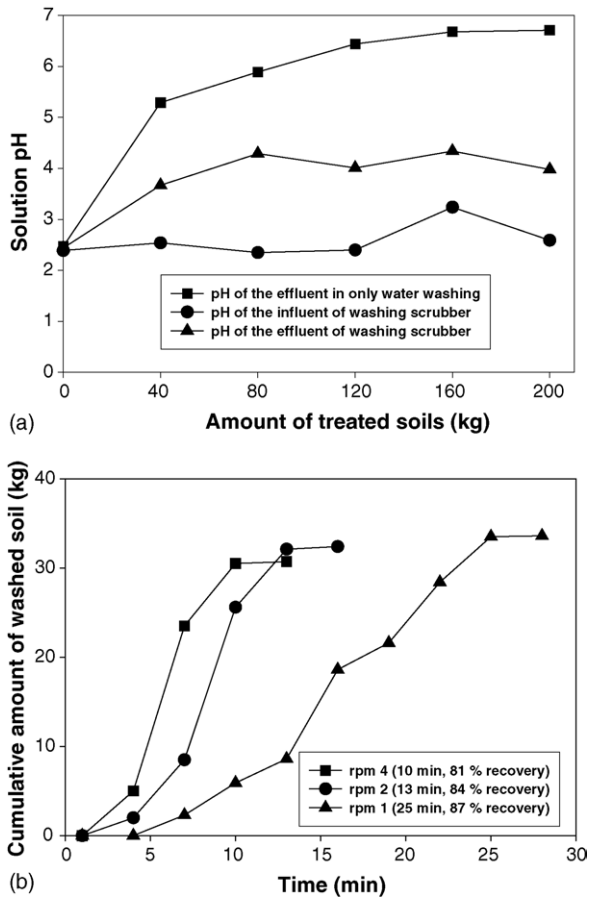 7
6
5
4
3
2
1
0
Solution pH
pH of the effluent in only water washing
pH of the influent of washing scrubber
pH of the effluent of washing scrubber
0 40 80 120 160 200
(a) Amount of treated soils (kg)
40
30
20
10
0
Cumulative amount of washed soil (kg)
rpm 4 (10 min, 81 % recovery)
rpm 2 (13 min, 84 % recovery)
rpm 1 (25 min, 87 % recovery)
0 5 10 15 20 25 30
(b) Time (min)